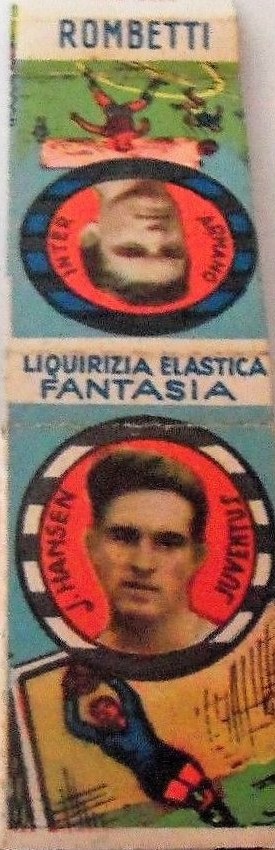 ROMBETTI
INTER
ARMANO
LIQUIRIZIA ELASTICA
FANTASIA
J. HANSEN
JUVENTUS